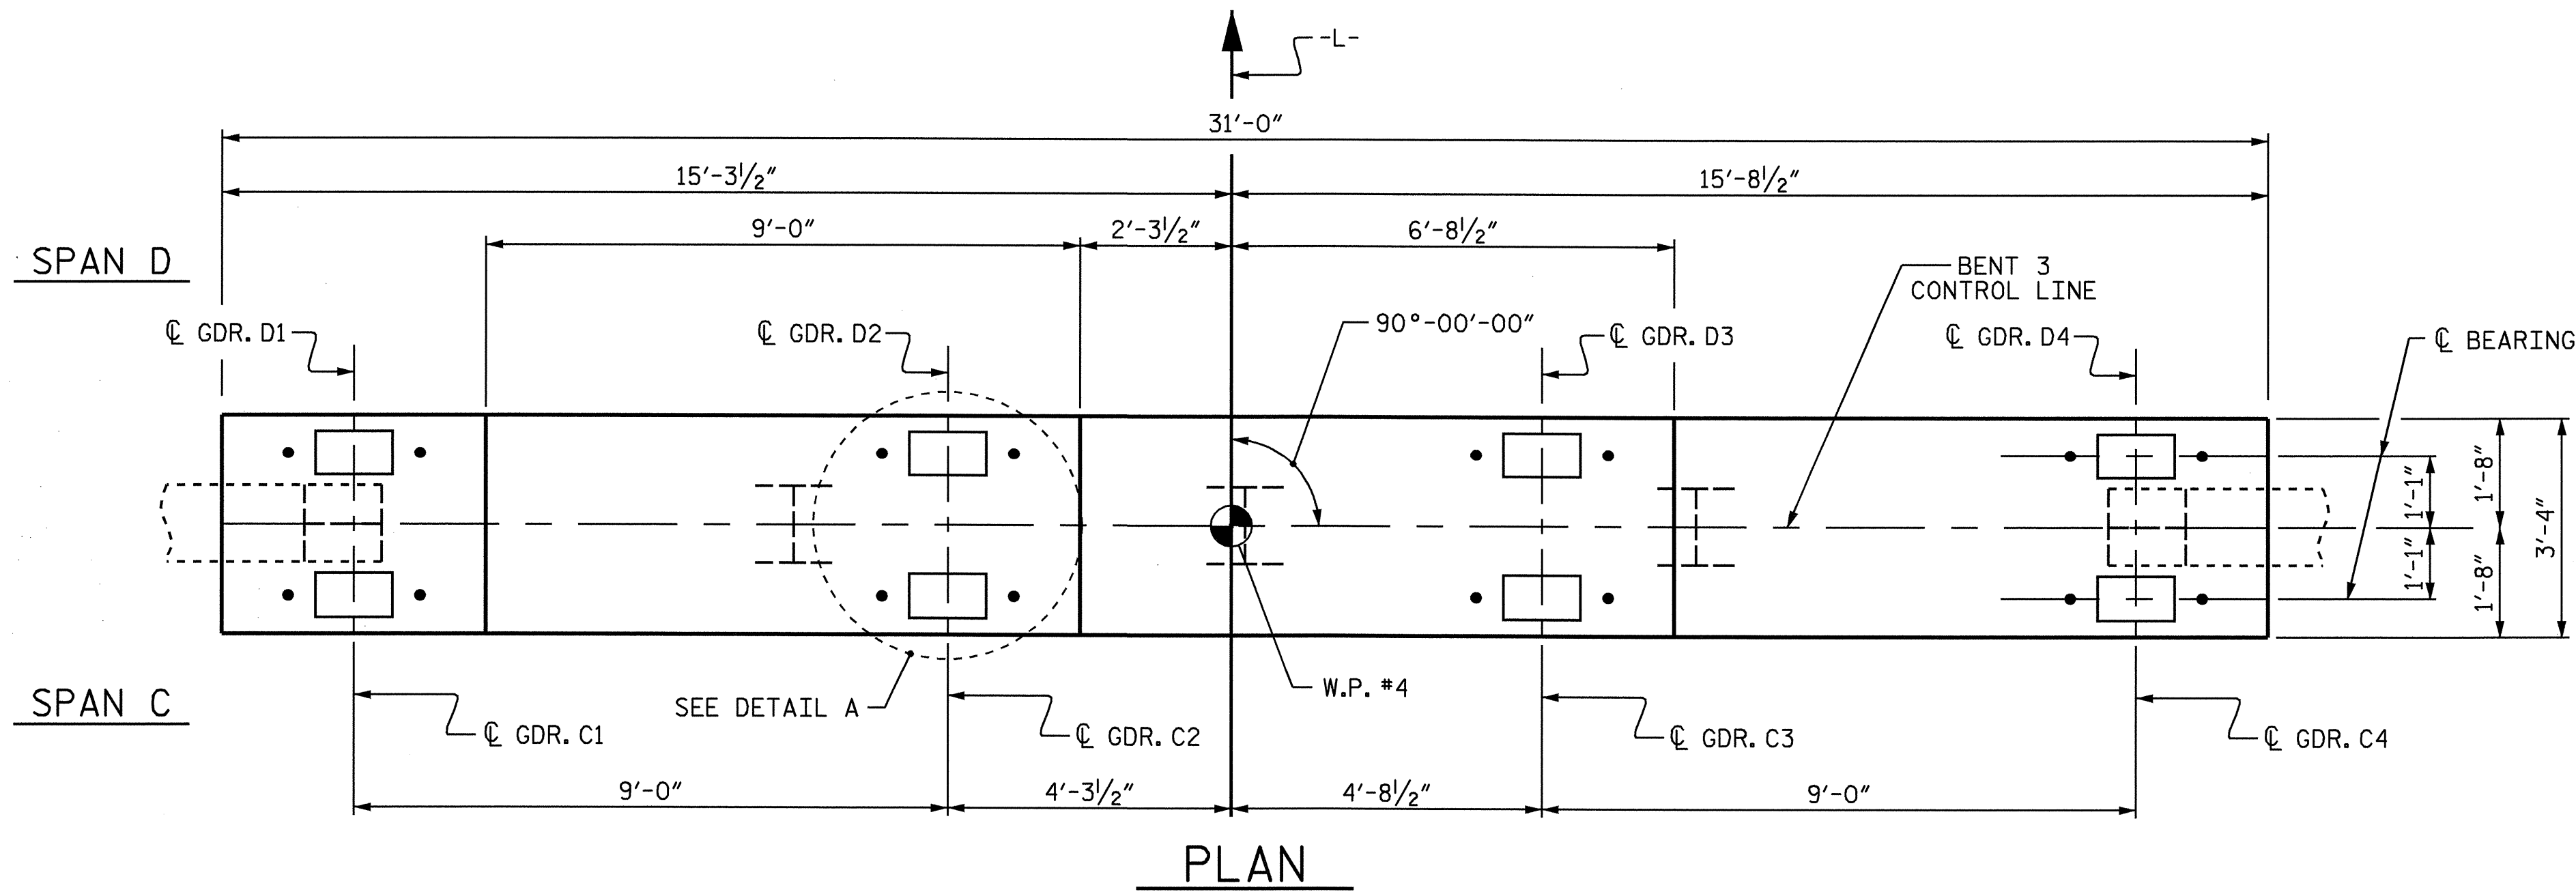 -L-
31'-0"
15'-3½"
15'-8½"
9'-0"
2'-3½"
6'-8½"
SPAN D
BENT 3
CONTROL LINE
℄ GDR. D1
℄ GDR. D2
90°-00'-00"
℄ GDR. D3
℄ GDR. D4
℄ BEARING
1'-1"
1'-8"
3'-4"
1'-1"
1'-8"
SPAN C
SEE DETAIL A
W.P. #4
℄ GDR. C1
℄ GDR. C2
℄ GDR. C3
℄ GDR. C4
9'-0"
4'-3½"
4'-8½"
9'-0"
PLAN